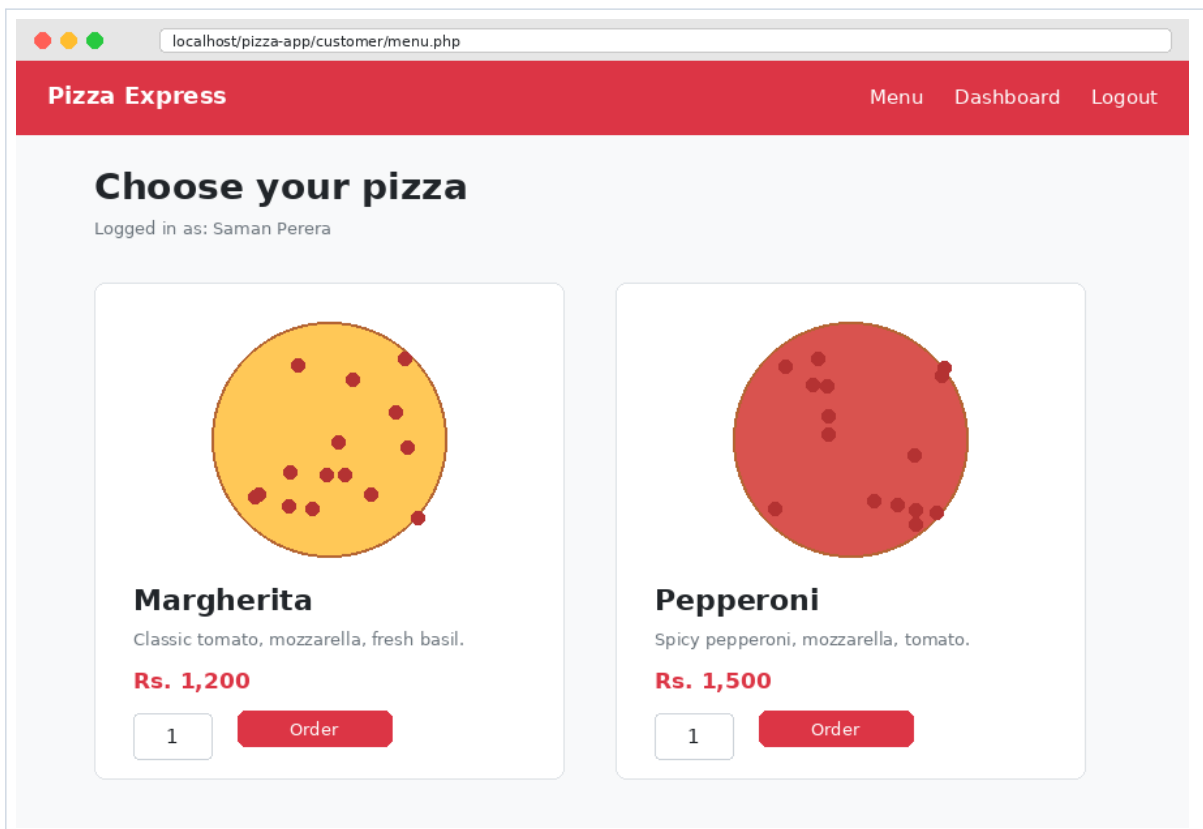 localhost/pizza-app/customer/menu.php
Pizza Express
Menu Dashboard Logout
Choose your pizza
Logged in as: Saman Perera
Margherita
Classic tomato, mozzarella, fresh basil.
Rs. 1,200
1 Order
Pepperoni
Spicy pepperoni, mozzarella, tomato.
Rs. 1,500
1 Order